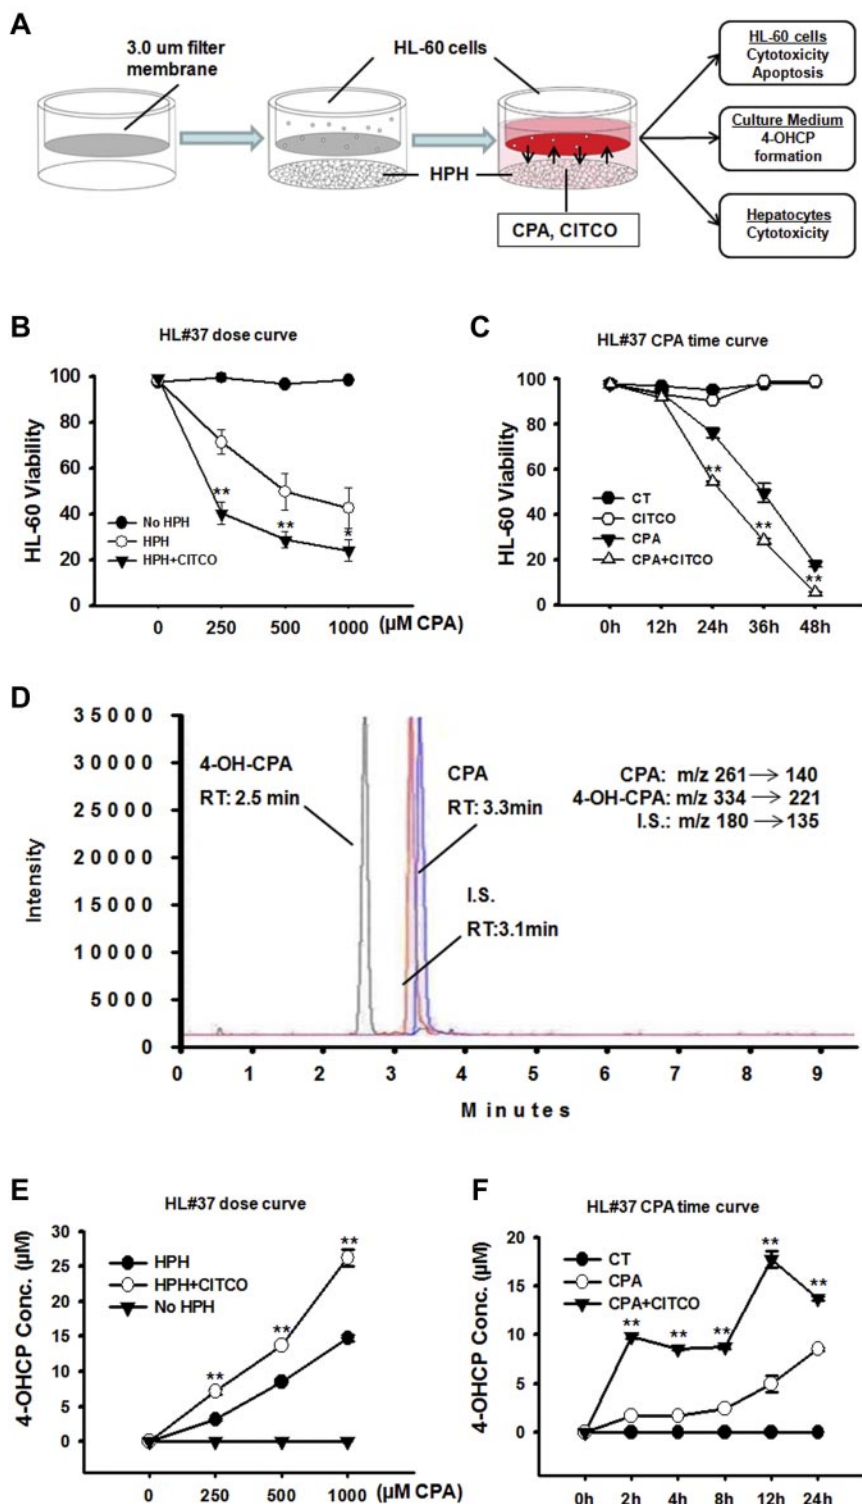 A
3.0 um filter
membrane
HL-60 cells
HPH
CPA, CITCO
HL-60 cells
Cytotoxicity
Apoptosis
Culture Medium
4-OHCP
formation
Hepatocytes
Cytotoxicity
B
HL#37 dose curve
HL-60 Viability
100
80
60
40
20
0
**
**
*
No HPH
HPH
HPH+CITCO
0 250 500 1000 (µM CPA)
C
HL#37 CPA time curve
HL-60 Viability
100
80
60
40
20
0
**
**
**
CT
CITCO
CPA
CPA+CITCO
0h 12h 24h 36h 48h
D
Intensity
35000
30000
25000
20000
15000
10000
5000
0
4-OH-CPA
RT: 2.5 min
CPA
RT: 3.3min
I.S.
RT:3.1min
CPA: m/z 261 → 140
4-OH-CPA: m/z 334 → 221
I.S.: m/z 180 → 135
0 1 2 3 4 5 6 7 8 9
Minutes
E
HL#37 dose curve
4-OHCP Conc. (µM)
30
25
20
15
10
5
0
HPH
HPH+CITCO
No HPH
**
**
**
0 250 500 1000 (µM CPA)
F
HL#37 CPA time curve
4-OHCP Conc. (µM)
20
15
10
5
0
CT
CPA
CPA+CITCO
**
**
**
**
**
0h 2h 4h 8h 12h 24h